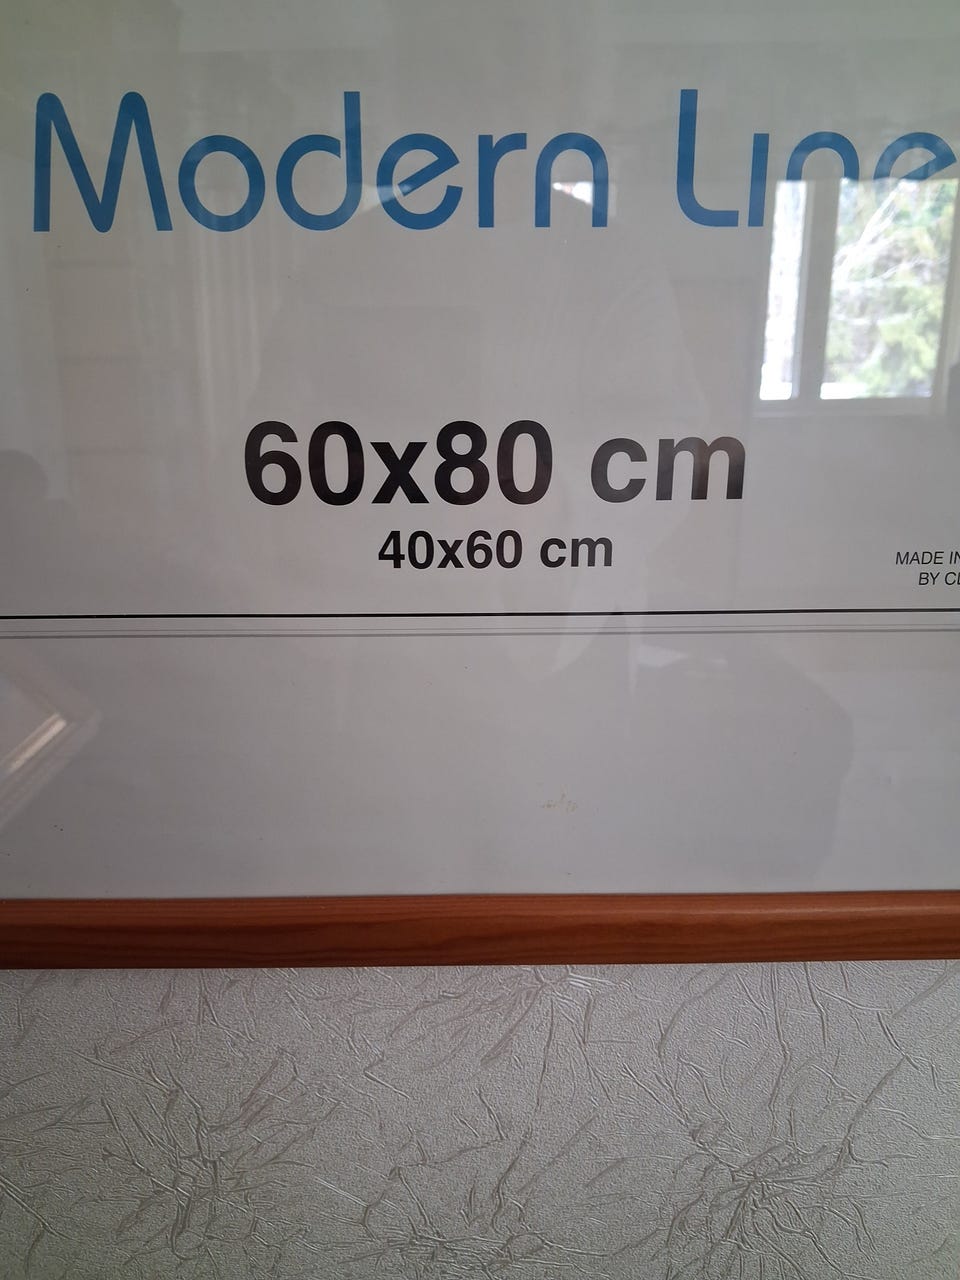 Modern Line
60x80 cm
40x60 cm
MADE IN
BY